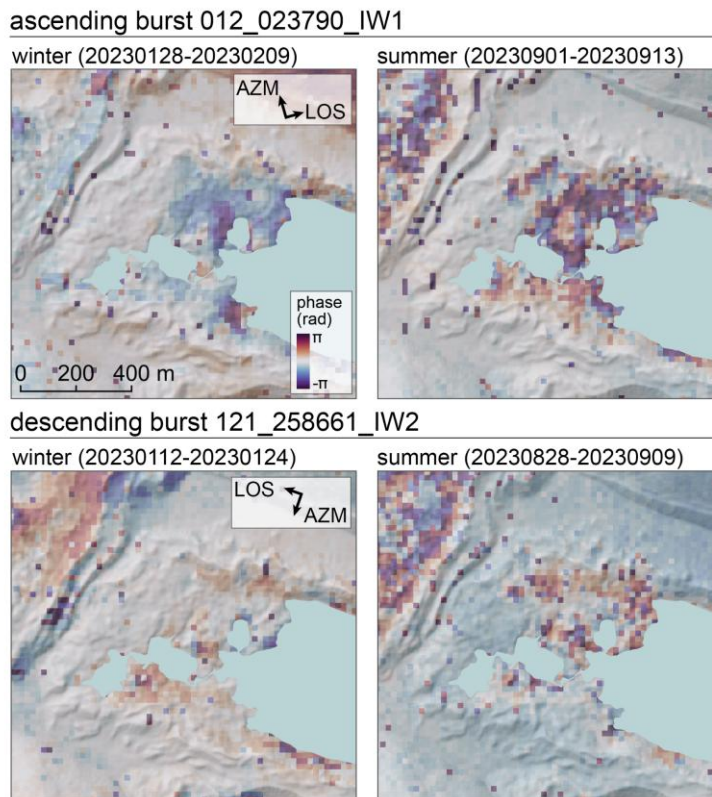 ascending burst 012_023790_IW1
winter (20230128-20230209)
summer (20230901-20230913)
AZM
LOS
phase
(rad)
π
-π
0 200 400 m
descending burst 121_258661_IW2
winter (20230112-20230124)
summer (20230828-20230909)
LOS
AZM